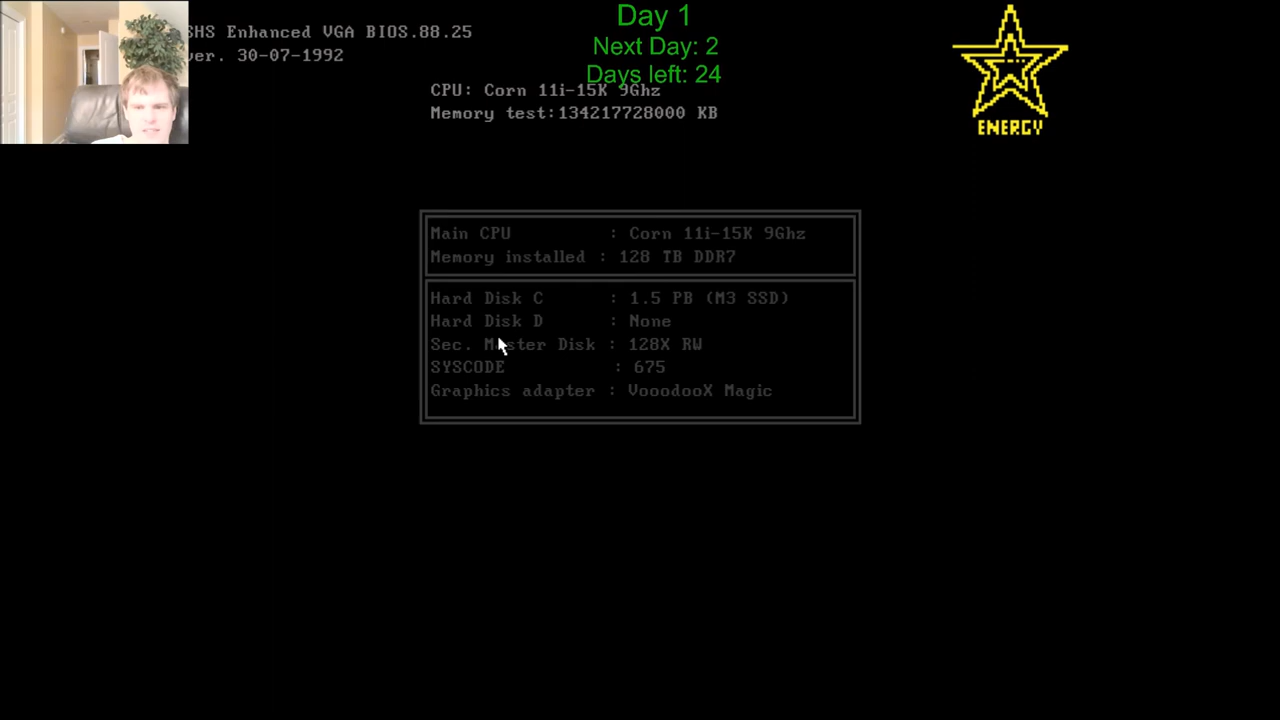 SHS Enhanced VGA BIOS.88.25
ver. 30-07-1992
Day 1
Next Day: 2
Days left: 24
CPU: Corn 11i-15K 9Ghz
Memory test:134217728000 KB
ENERGY
Main CPU : Corn 11i-15K 9Ghz
Memory installed : 128 TB DDR7
Hard Disk C : 1.5 PB (M3 SSD)
Hard Disk D : None
Sec. Master Disk : 128X RW
SYSCODE : 675
Graphics adapter : VooodooX Magic